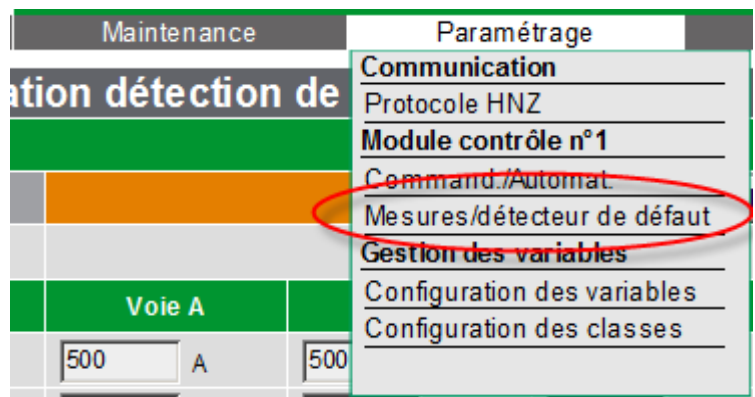 Maintenance
Paramétrage
ation détection de
Communication
Protocole HNZ
Module contrôle n°1
Command./Automat.
Mesures/détecteur de défaut
Gestion des variables
Configuration des variables
Configuration des classes
Voie A
500 A 500